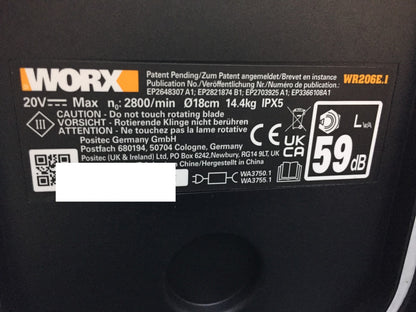 WORX
Patent Pending/Zum Patent angemeldet/Brevet en instance
Publication No./Veröffentlichung Nr./Numéro de publication.:
EP2648307 A1; EP2821874 B1; EP2703925 A1; EP3366108A1
WR206E.1
20V Max n₀: 2800/min Ø18cm 14.4kg IPX5
CAUTION - Do not touch rotating blade
VORSICHT - Rotierende Klinge nicht berühren
ATTENTION - Ne touchez pas la lame rotative
III
Positec Germany GmbH
Postfach 680194, 50704 Cologne, Germany
Positec (UK & Ireland) Ltd, PO Box 6242, Newbury, RG14 9LT, UK
China/Hergestellt in China
CE
UK
CA
LWA
59dB
WA3750.1
WA3755.1